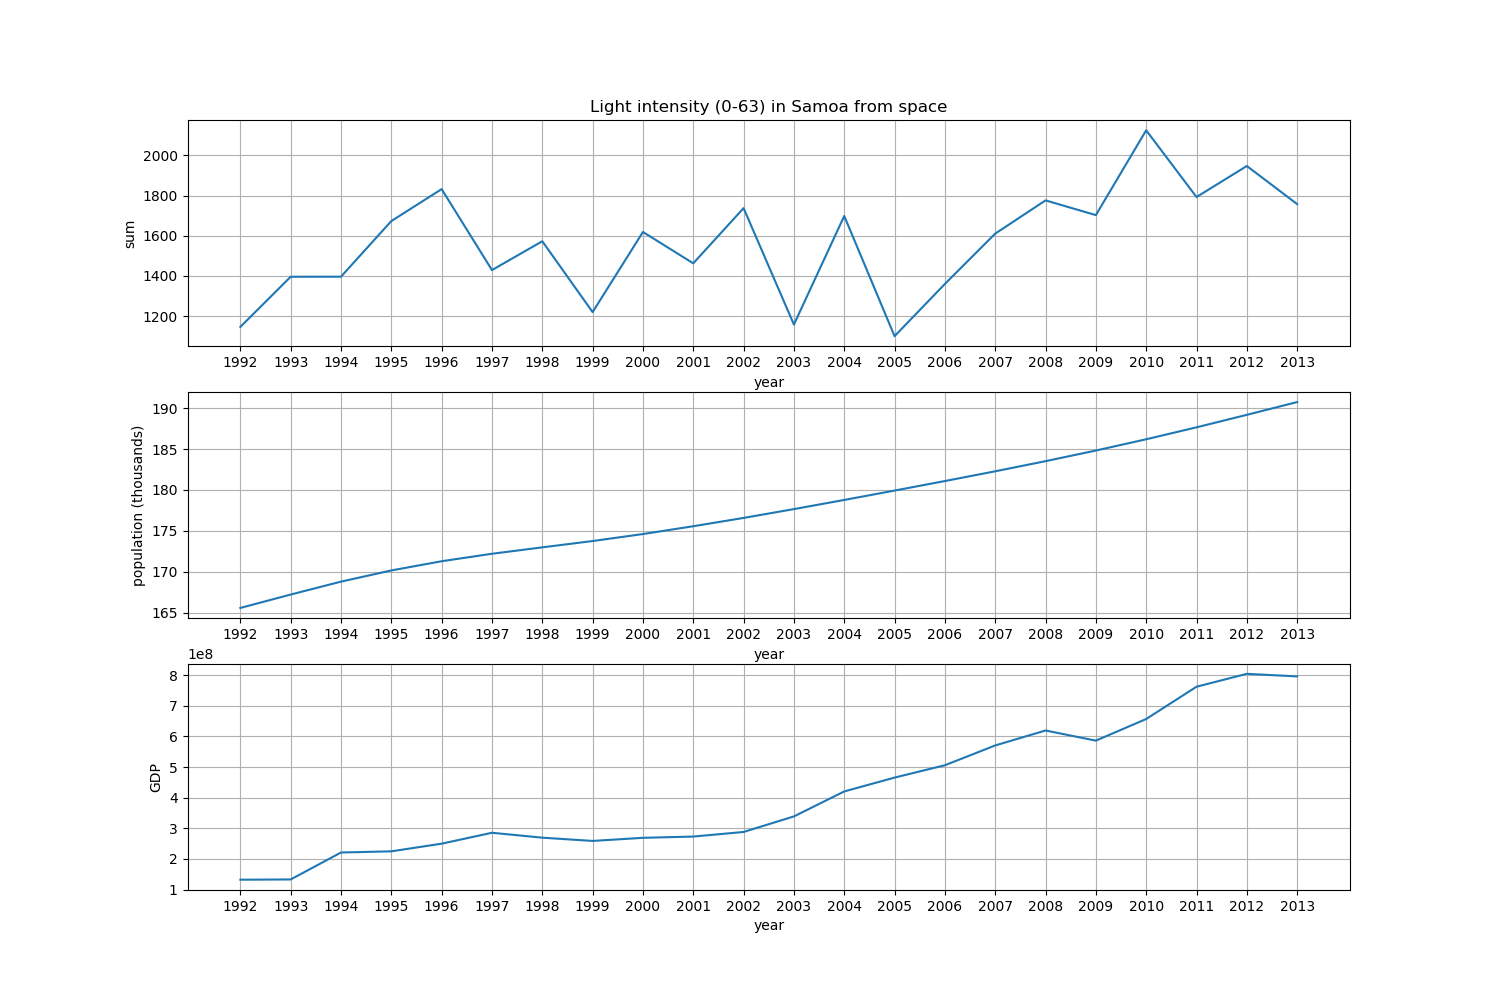 Light intensity (0-63) in Samoa from space
2000
1800
1600
1400
1200
sum
1992 1993 1994 1995 1996 1997 1998 1999 2000 2001 2002 2003 2004 2005 2006 2007 2008 2009 2010 2011 2012 2013
year
190
185
180
175
170
165
population (thousands)
1992 1993 1994 1995 1996 1997 1998 1999 2000 2001 2002 2003 2004 2005 2006 2007 2008 2009 2010 2011 2012 2013
year
1e8
8
7
6
5
4
3
2
1
GDP
1992 1993 1994 1995 1996 1997 1998 1999 2000 2001 2002 2003 2004 2005 2006 2007 2008 2009 2010 2011 2012 2013
year